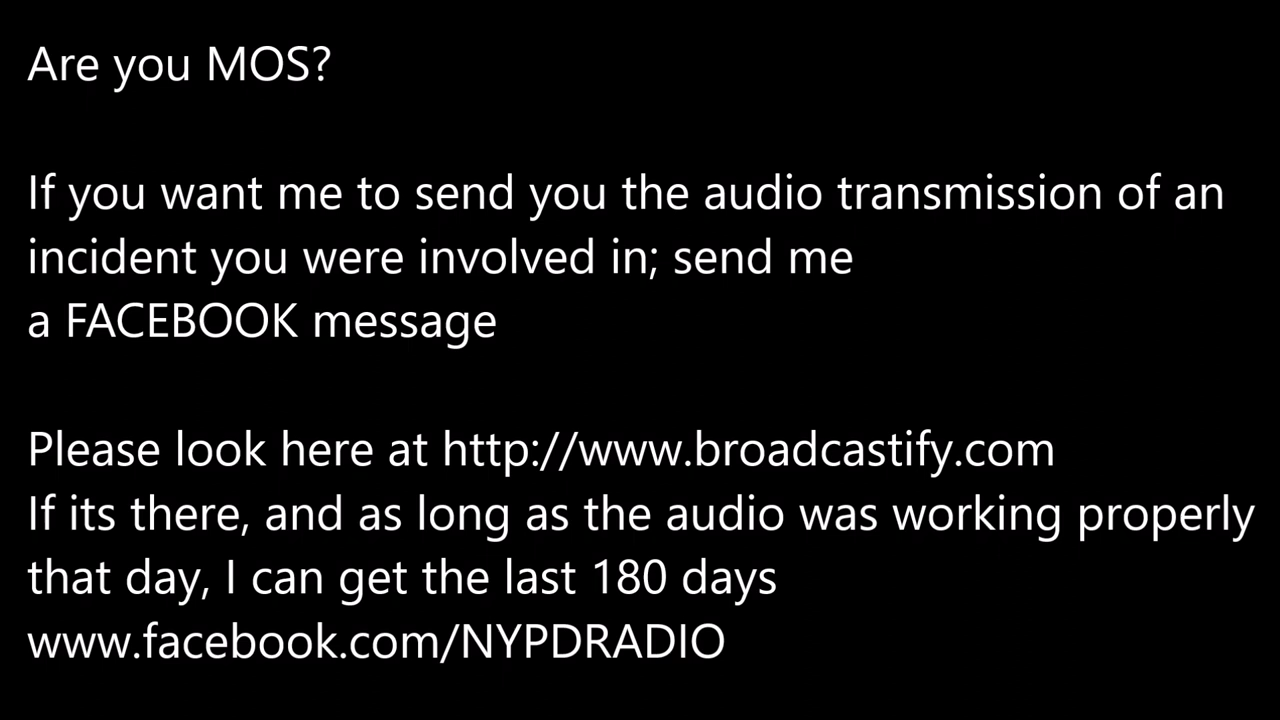 Are you MOS?
If you want me to send you the audio transmission of an
incident you were involved in; send me
a FACEBOOK message
Please look here at http://www.broadcastify.com
If its there, and as long as the audio was working properly
that day, I can get the last 180 days
www.facebook.com/NYPDRADIO